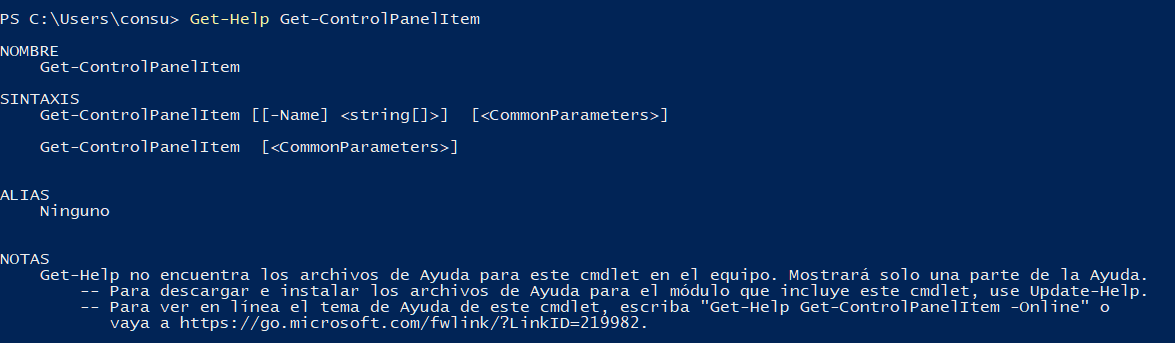 PS C:\Users\consu> Get-Help Get-ControlPanelItem
NOMBRE
Get-ControlPanelItem
SINTAXIS
Get-ControlPanelItem [[-Name] <string[]>]  [<CommonParameters>]
Get-ControlPanelItem  [<CommonParameters>]
ALIAS
Ninguno
NOTAS
Get-Help no encuentra los archivos de Ayuda para este cmdlet en el equipo. Mostrará solo una parte de la Ayuda.
-- Para descargar e instalar los archivos de Ayuda para el módulo que incluye este cmdlet, use Update-Help.
-- Para ver en línea el tema de Ayuda de este cmdlet, escriba "Get-Help Get-ControlPanelItem -Online" o
vaya a https://go.microsoft.com/fwlink/?LinkID=219982.